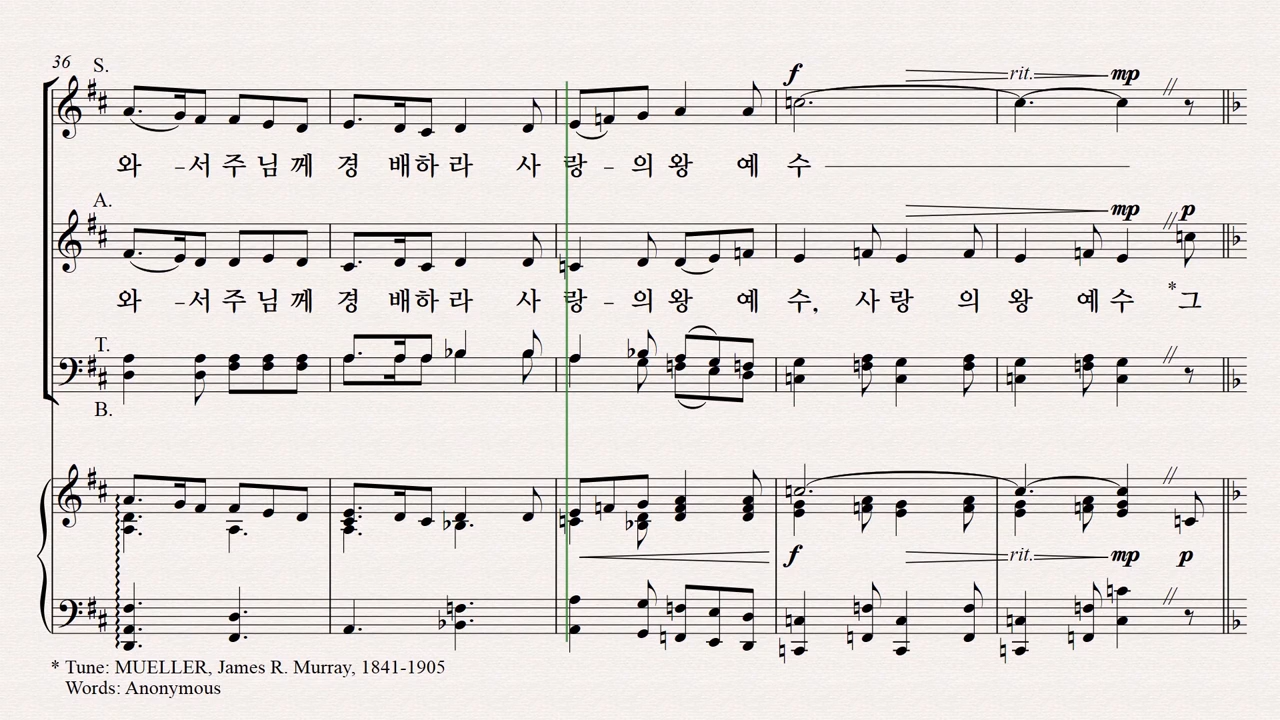 36
S.
f rit. mp
와 - 서 주 님 께 경 배 하 라 사 랑 - 의 왕 예 수
A.
mp p
와 - 서 주 님 께 경 배 하 라 사 랑 - 의 왕 예 수, 사 랑 의 왕 예 수 *그
T.
B.
f rit. mp p
* Tune: MUELLER, James R. Murray, 1841-1905
Words: Anonymous